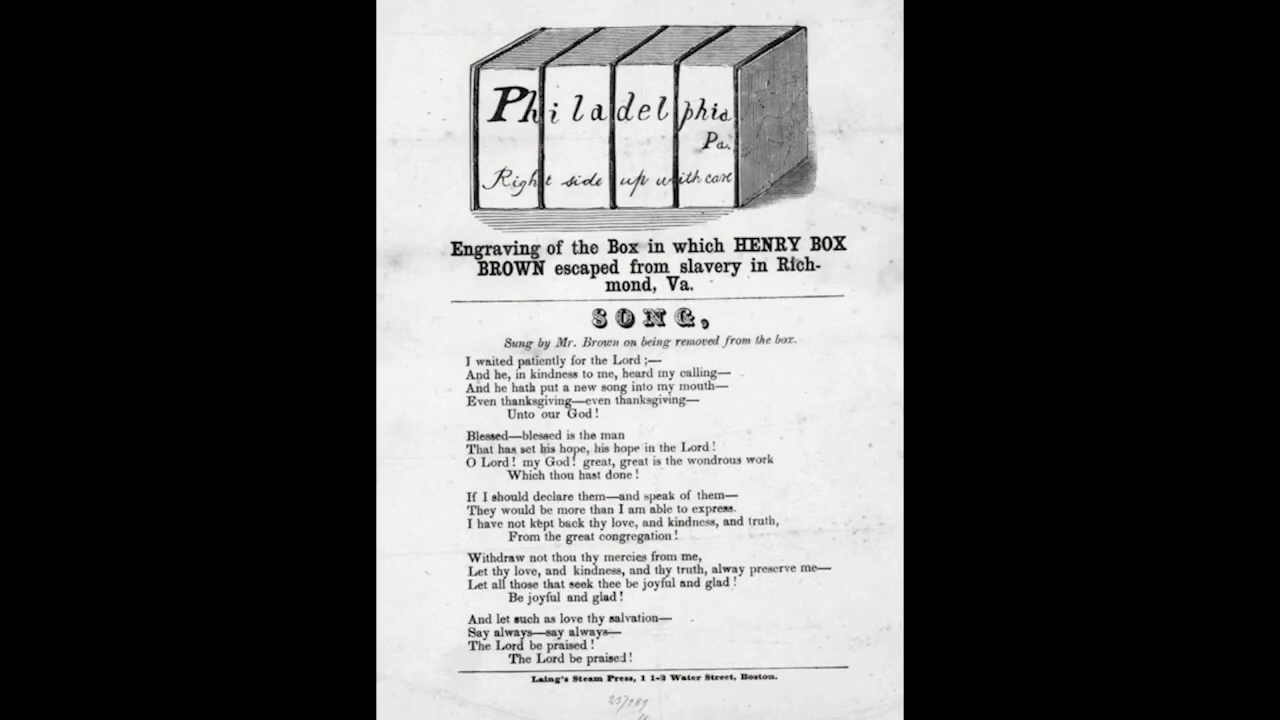 Philadelphia
Pa.
Right side up with care
Engraving of the Box in which HENRY BOX
BROWN escaped from slavery in Rich-
mond, Va.
SONG,
Sung by Mr. Brown on being removed from the box.
I waited patiently for the Lord ;—
And he, in kindness to me, heard my calling—
And he hath put a new song into my mouth—
Even thanksgiving—even thanksgiving—
Unto our God!
Blessed—blessed is the man
That has set his hope, his hope in the Lord!
O Lord! my God! great, great is the wondrous work
Which thou hast done!
If I should declare them—and speak of them—
They would be more than I am able to express.
I have not kept back thy love, and kindness, and truth,
From the great congregation!
Withdraw not thou thy mercies from me,
Let thy love, and kindness, and thy truth, alway preserve me—
Let all those that seek thee be joyful and glad!
Be joyful and glad!
And let such as love thy salvation—
Say always—say always—
The Lord be praised!
The Lord be praised!
Laing's Steam Press, 1 1-2 Water Street, Boston.